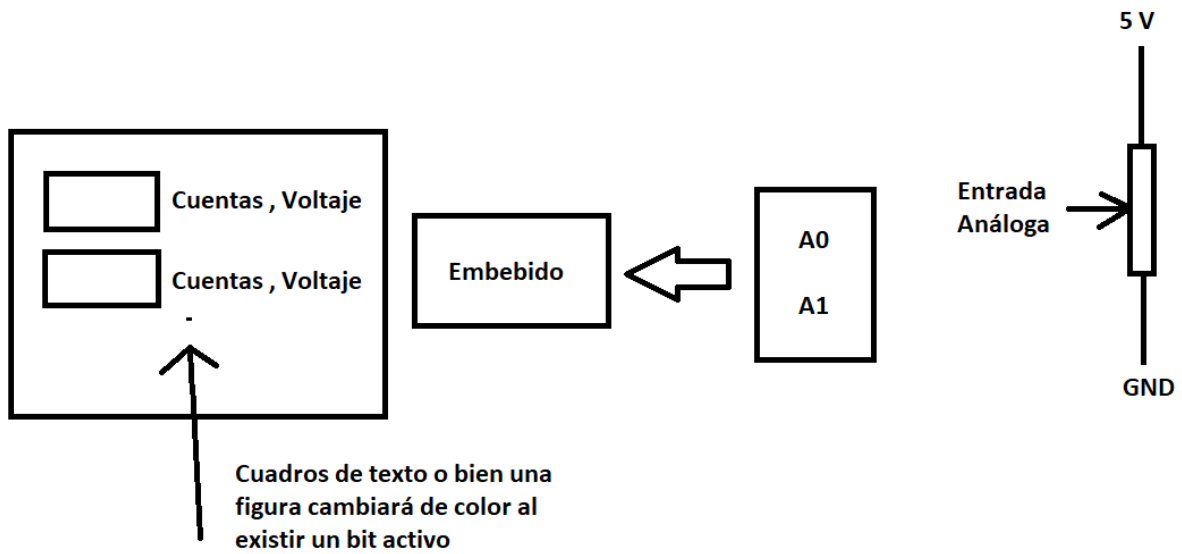 Cuentas , Voltaje
Cuentas , Voltaje
Cuadros de texto o bien una
figura cambiará de color al
existir un bit activo
Embebido
A0
A1
5 V
Entrada
Análoga
GND